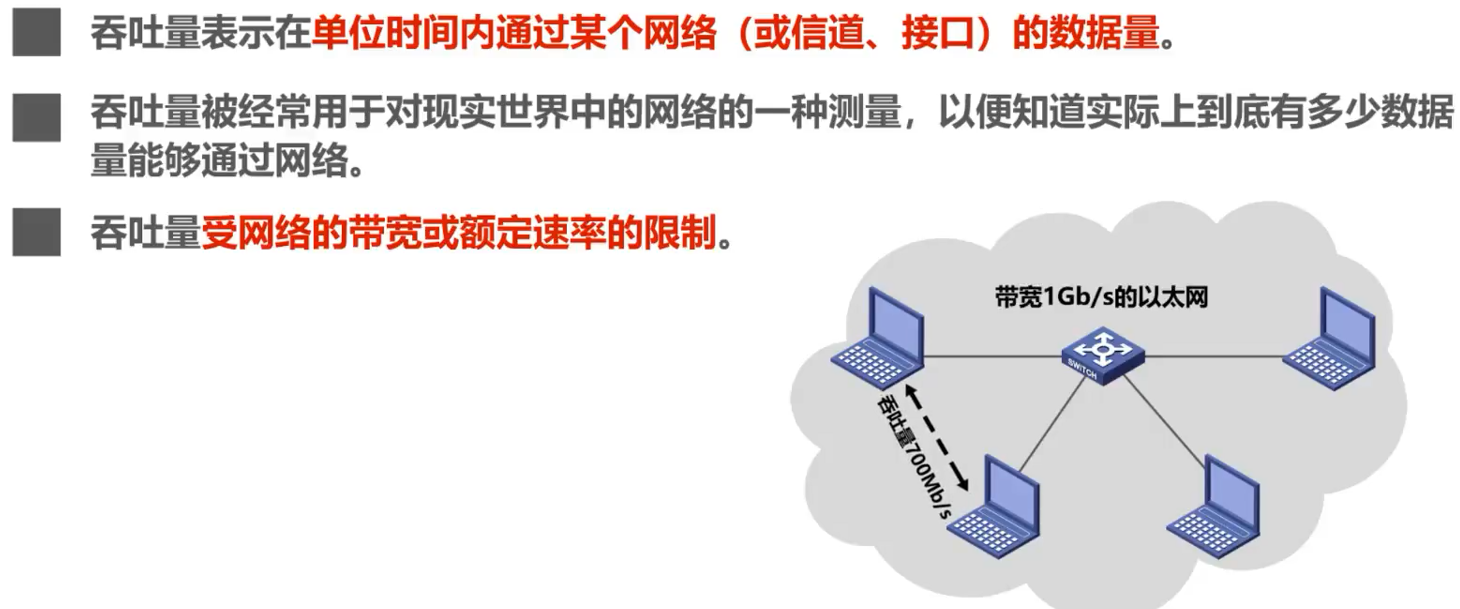 吞吐量表示在单位时间内通过某个网络（或信道、接口）的数据量。
吞吐量被经常用于对现实世界中的网络的一种测量，以便知道实际上到底有多少数据
量能够通过网络。
吞吐量受网络的带宽或额定速率的限制。
带宽1Gb/s的以太网
SWITCH
吞吐量700Mb/s